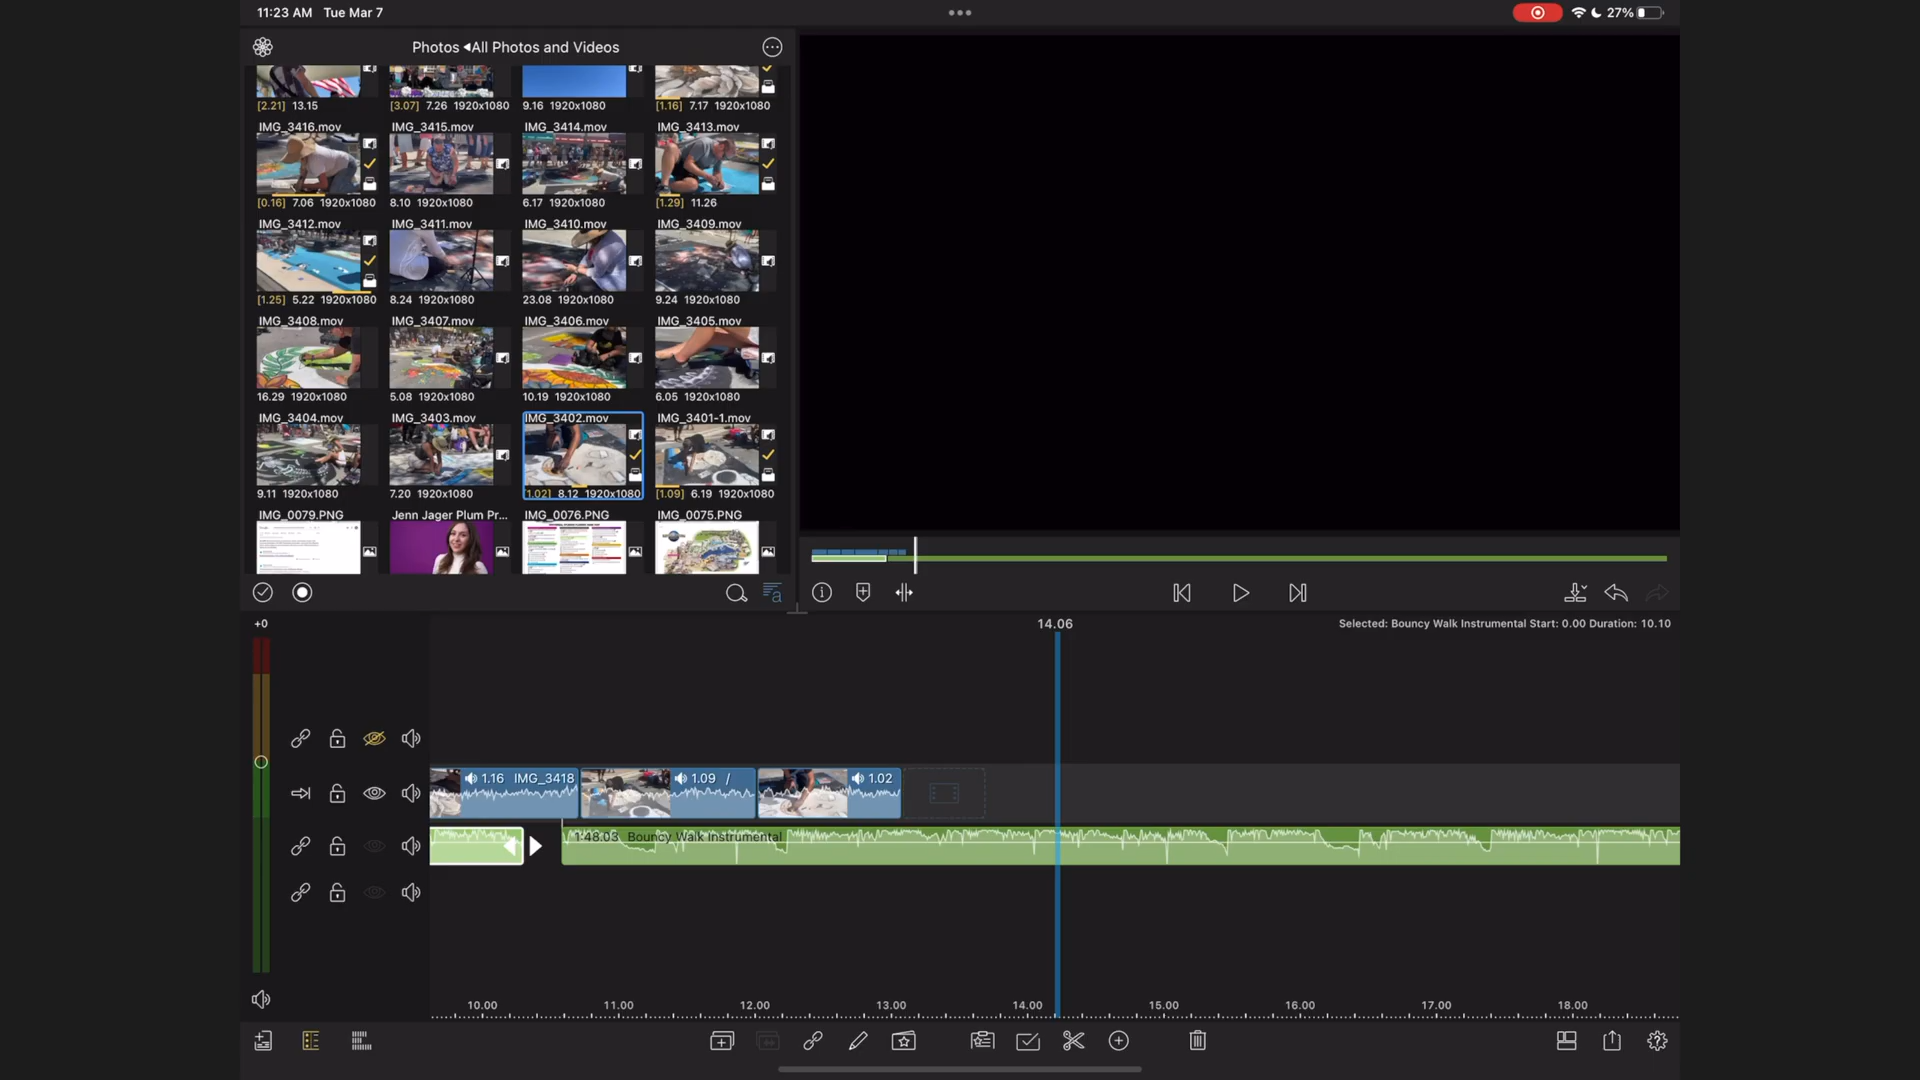 11:23 AM Tue Mar 7
27%
Photos ◂All Photos and Videos
[2.21] 13.15
[3.07] 7.26 1920x1080
9.16 1920x1080
[1.16] 7.17 1920x1080
IMG_3416.mov
IMG_3415.mov
IMG_3414.mov
IMG_3413.mov
[0.16] 7.06 1920x1080
8.10 1920x1080
6.17 1920x1080
[1.29] 11.26
IMG_3412.mov
IMG_3411.mov
IMG_3410.mov
IMG_3409.mov
[1.25] 5.22 1920x1080
8.24 1920x1080
23.08 1920x1080
9.24 1920x1080
IMG_3408.mov
IMG_3407.mov
IMG_3406.mov
IMG_3405.mov
16.29 1920x1080
5.08 1920x1080
10.19 1920x1080
6.05 1920x1080
IMG_3404.mov
IMG_3403.mov
IMG_3402.mov
IMG_3401-1.mov
9.11 1920x1080
7.20 1920x1080
[1.02] 8.12 1920x1080
[1.09] 6.19 1920x1080
IMG_0079.PNG
Jenn Jager Plum Pr...
IMG_0076.PNG
IMG_0075.PNG
+0
14.06
Selected: Bouncy Walk Instrumental Start: 0.00 Duration: 10.10
1.16 IMG_3418
1.09 /
1.02
1:48.03 Bouncy Walk Instrumental
10.00 11.00 12.00 13.00 14.00 15.00 16.00 17.00 18.00